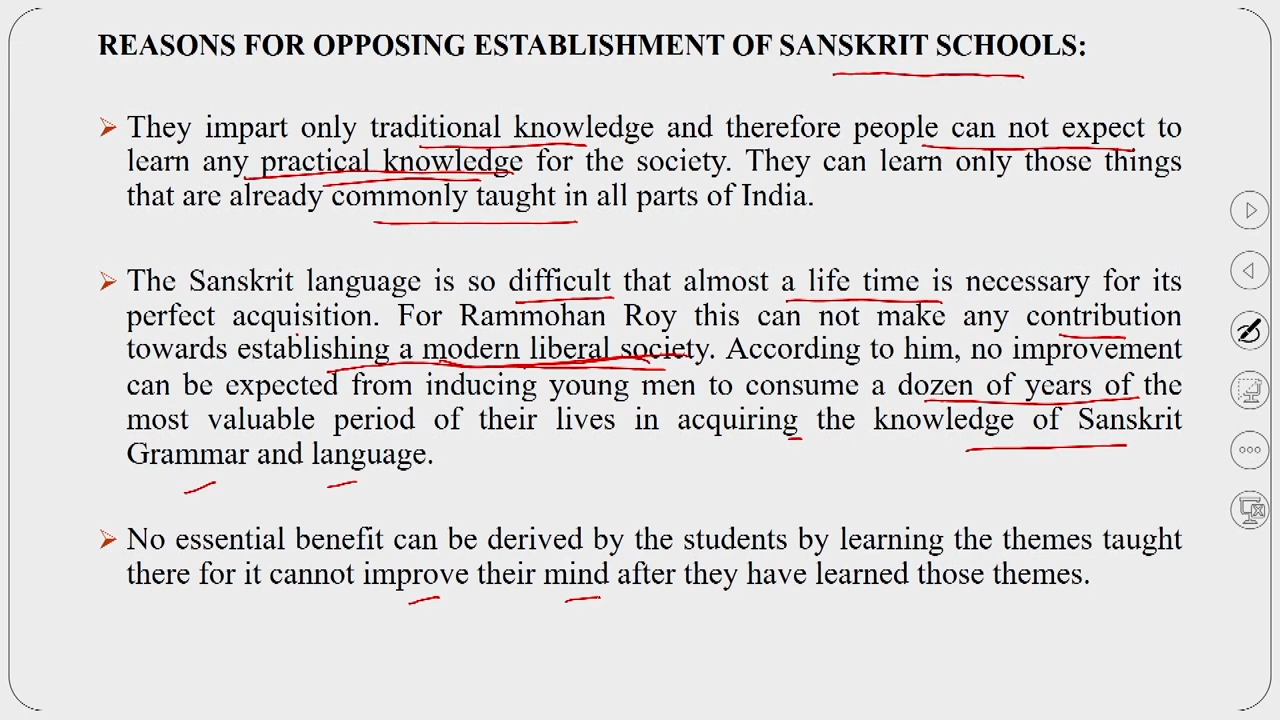 REASONS FOR OPPOSING ESTABLISHMENT OF SANSKRIT SCHOOLS:
They impart only traditional knowledge and therefore people can not expect to
learn any practical knowledge for the society. They can learn only those things
that are already commonly taught in all parts of India.
The Sanskrit language is so difficult that almost a life time is necessary for its
perfect acquisition. For Rammohan Roy this can not make any contribution
towards establishing a modern liberal society. According to him, no improvement
can be expected from inducing young men to consume a dozen of years of the
most valuable period of their lives in acquiring the knowledge of Sanskrit
Grammar and language.
No essential benefit can be derived by the students by learning the themes taught
there for it cannot improve their mind after they have learned those themes.